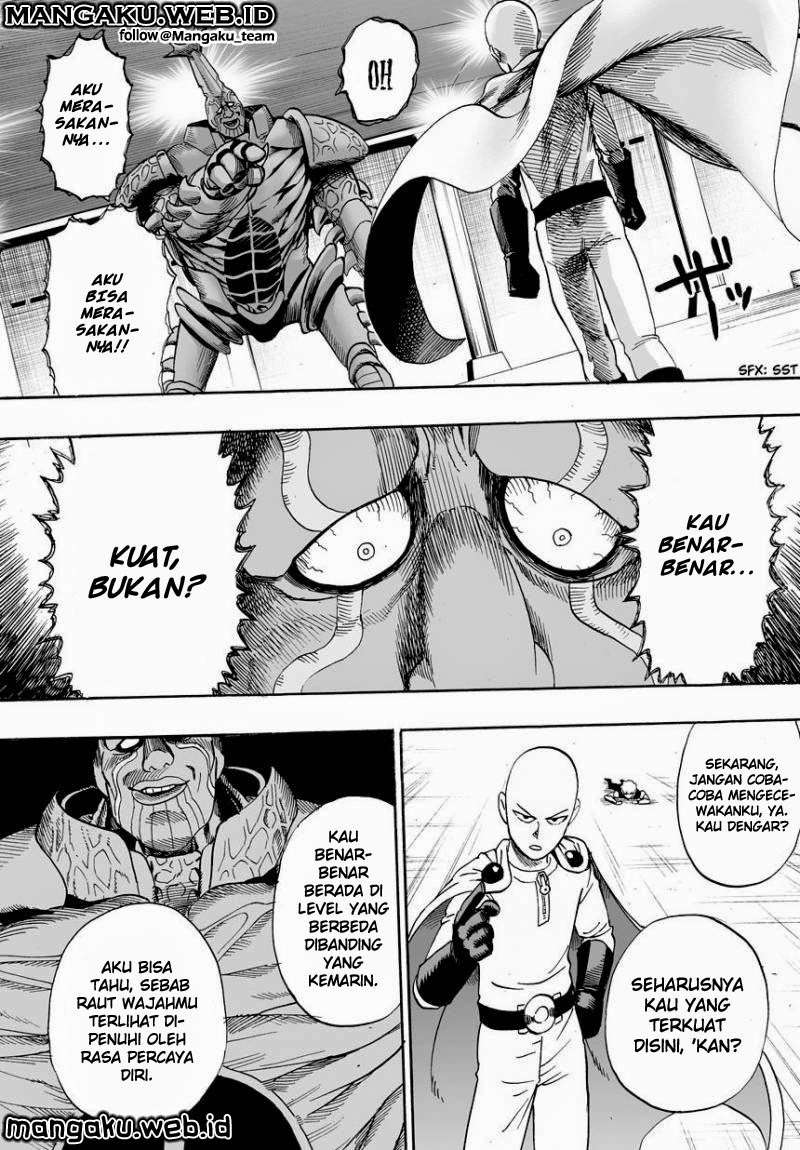 MANGAKU.WEB.ID
follow @Mangaku_team
OH
AKU
MERA-
SAKAN-
NYA...
AKU
BISA
MERA-
SAKAN-
NYA!!
ザッ
SFX: SST
KAU
BENAR-
BENAR...
KUAT,
BUKAN?
SEKARANG,
JANGAN COBA-
COBA MENGECE-
WAKANKU, YA.
KAU DENGAR?
SEHARUSNYA
KAU YANG
TERKUAT
DISINI, 'KAN?
KAU
BENAR-
BENAR
BERADA DI
LEVEL YANG
BERBEDA
DIBANDING
YANG
KEMARIN.
AKU BISA
TAHU, SEBAB
RAUT WAJAHMU
TERLIHAT DI-
PENUHI OLEH
RASA PERCAYA
DIRI.
mangaku.web.id